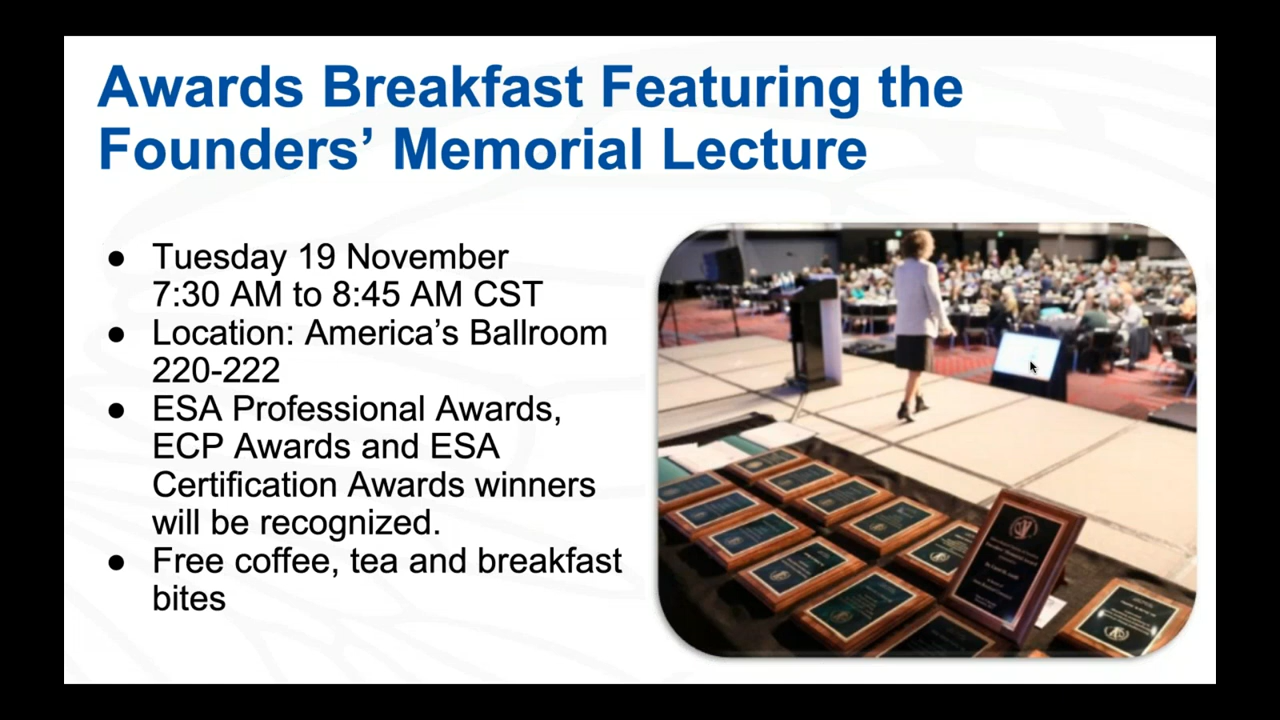 Awards Breakfast Featuring the
Founders’ Memorial Lecture
● Tuesday 19 November
7:30 AM to 8:45 AM CST
● Location: America’s Ballroom
220-222
● ESA Professional Awards,
ECP Awards and ESA
Certification Awards winners
will be recognized.
● Free coffee, tea and breakfast
bites